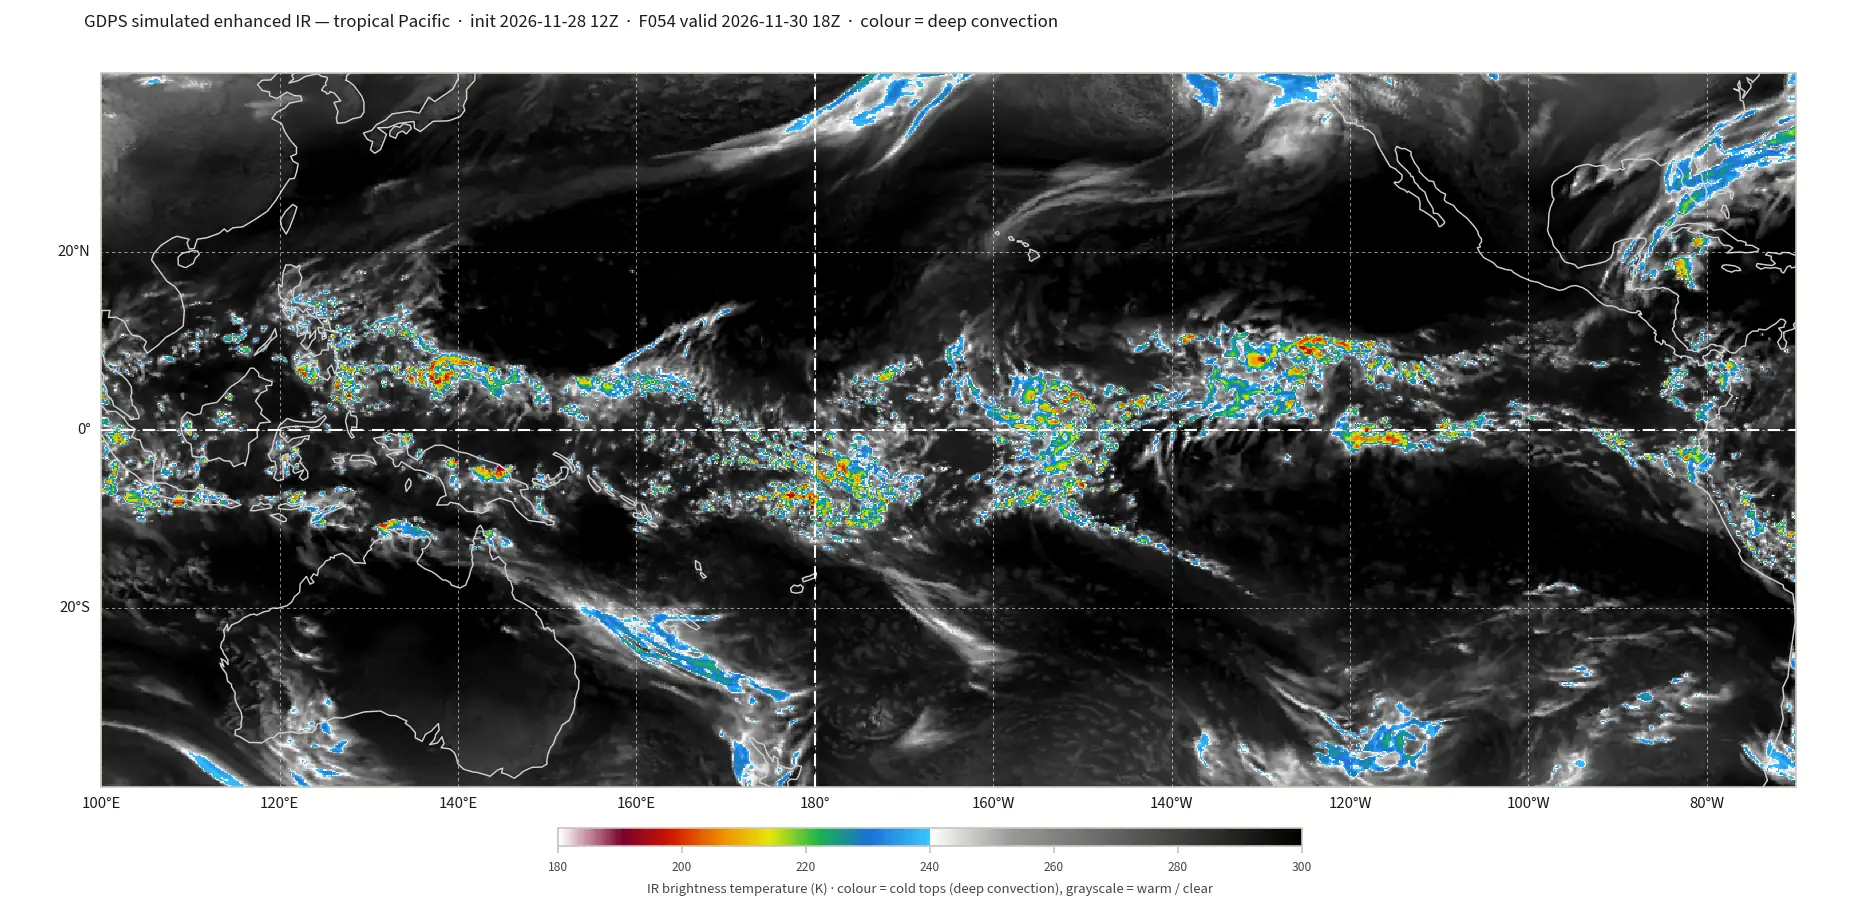 GDPS simulated enhanced IR — tropical Pacific · init 2026-11-28 12Z · F054 valid 2026-11-30 18Z · colour = deep convection
20°N
0°
20°S
100°E 120°E 140°E 160°E 180° 160°W 140°W 120°W 100°W 80°W
180 200 220 240 260 280 300
IR brightness temperature (K) · colour = cold tops (deep convection), grayscale = warm / clear